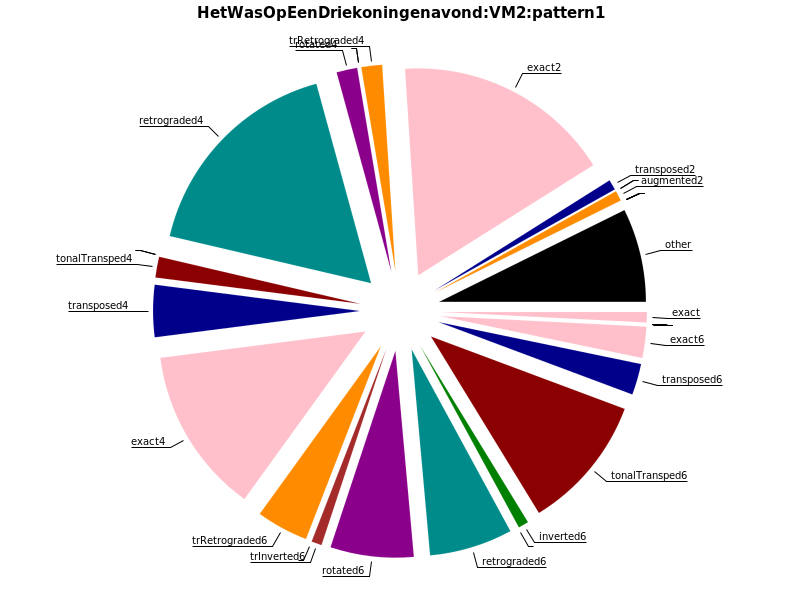 HetWasOpEenDriekoningenavond:VM2:pattern1
trRetrograded4
rotated4
exact2
retrograded4
transposed2
augmented2
other
tonalTransped4
transposed4
exact
exact6
transposed6
exact4
tonalTransped6
trRetrograded6
inverted6
trInverted6
retrograded6
rotated6